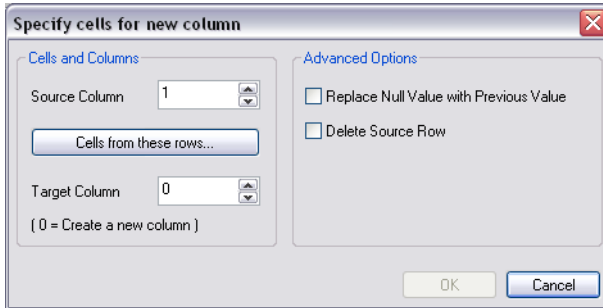 Specify cells for new column
Cells and Columns
Source Column 1
Cells from these rows...
Target Column 0
( 0 = Create a new column )
Advanced Options
Replace Null Value with Previous Value
Delete Source Row
OK Cancel